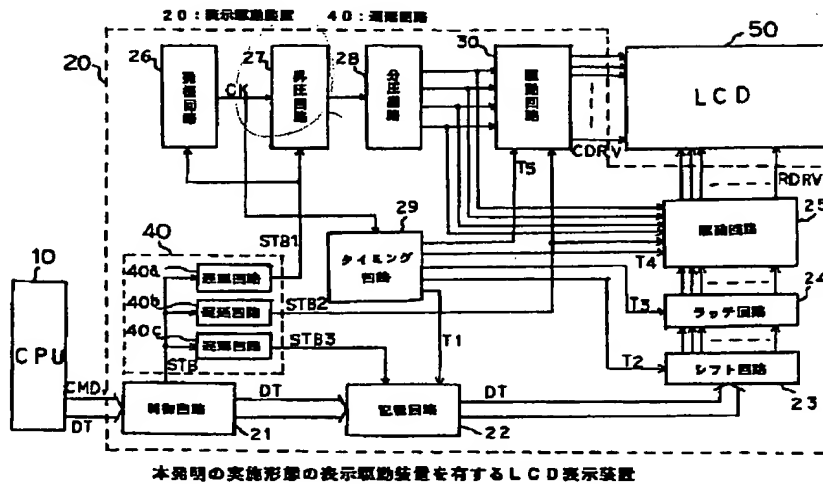 20：表示駆動装置　40：遅延回路
20
26
発振回路
27
昇圧回路
28
分圧回路
30
駆動回路
50
LCD
CK
CDRV
RDRV
T5
29
タイミング回路
25
駆動回路
T4
24
ラッチ回路
T3
シフト回路
T2
23
T1
40
40a
遅延回路
STB1
40b
遅延回路
STB2
40c
遅延回路
STB3
STB
10
CPU
CMD
DT
制御回路
21
DT
記憶回路
22
DT
本発明の実施形態の表示駆動装置を有するLCD表示装置